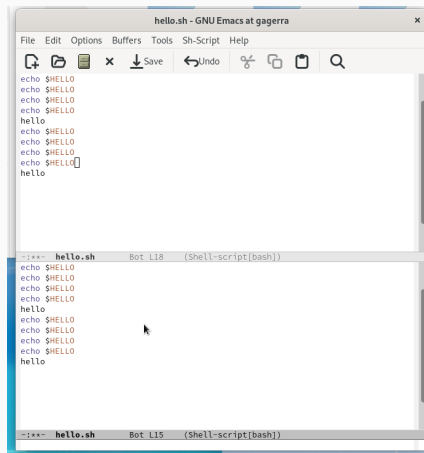 hello.sh - GNU Emacs at gagerra
×
File Edit Options Buffers Tools Sh-Script Help
Save Undo
echo $HELLO
echo $HELLO
echo $HELLO
echo $HELLO
hello
echo $HELLO
echo $HELLO
echo $HELLO
echo $HELLO
hello
-:**- hello.sh Bot L18 (Shell-script[bash])
echo $HELLO
echo $HELLO
echo $HELLO
echo $HELLO
hello
echo $HELLO
echo $HELLO
echo $HELLO
echo $HELLO
hello
-:**- hello.sh Bot L15 (Shell-script[bash])